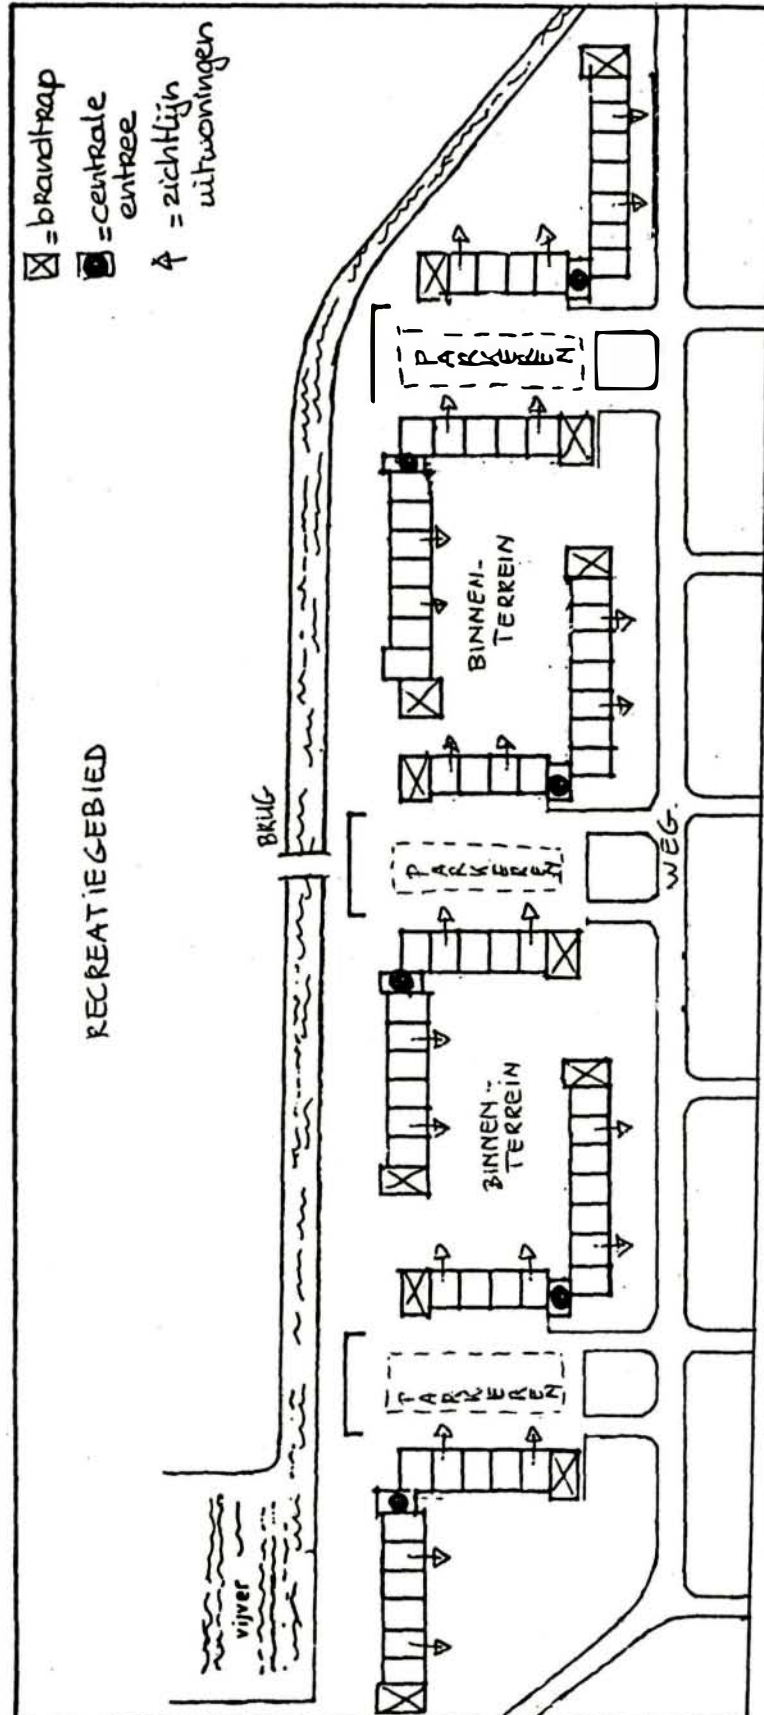 = brandtrap
= centrale
entree
= zichtlijn
uitwoningen
RECREATIEGEBIED
vijver
BRUG
PARKEREN
BINNEN-
TERREIN
PARKEREN
BINNEN-
TERREIN
PARKEREN
WEG.